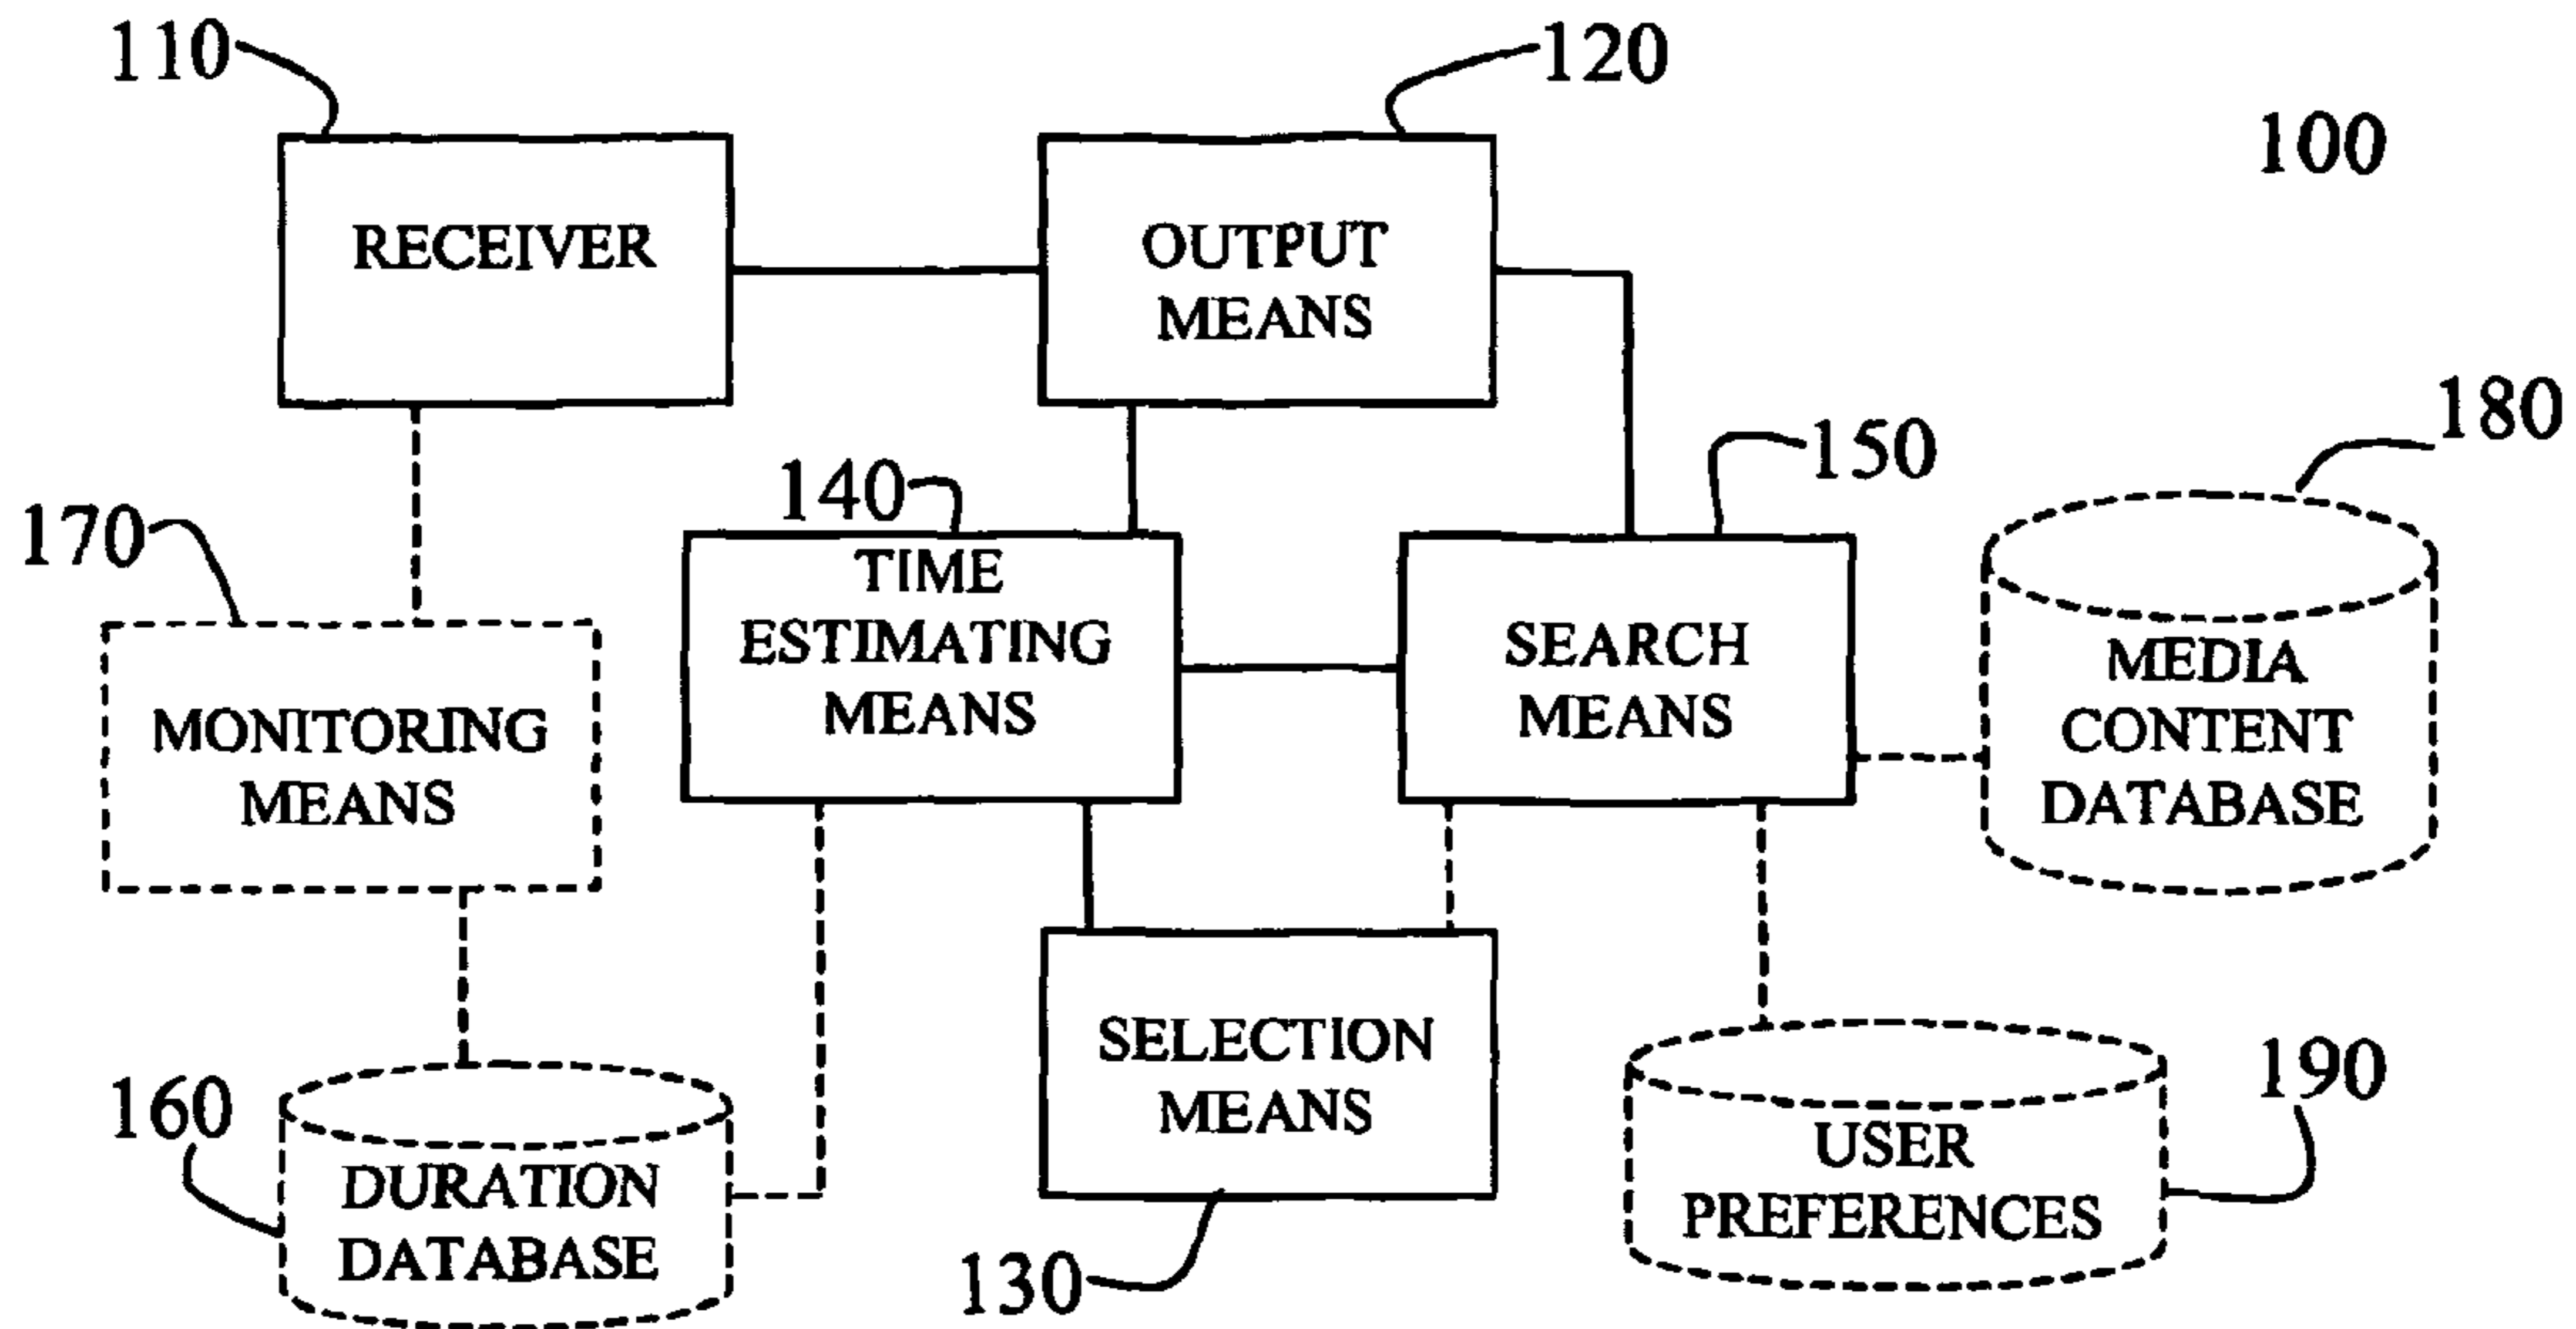 110
120
100
RECEIVER
OUTPUT
MEANS
180
150
140
170
TIME
ESTIMATING
MEANS
SEARCH
MEANS
MEDIA
CONTENT
DATABASE
MONITORING
MEANS
SELECTION
MEANS
190
160
USER
PREFERENCES
DURATION
DATABASE
130